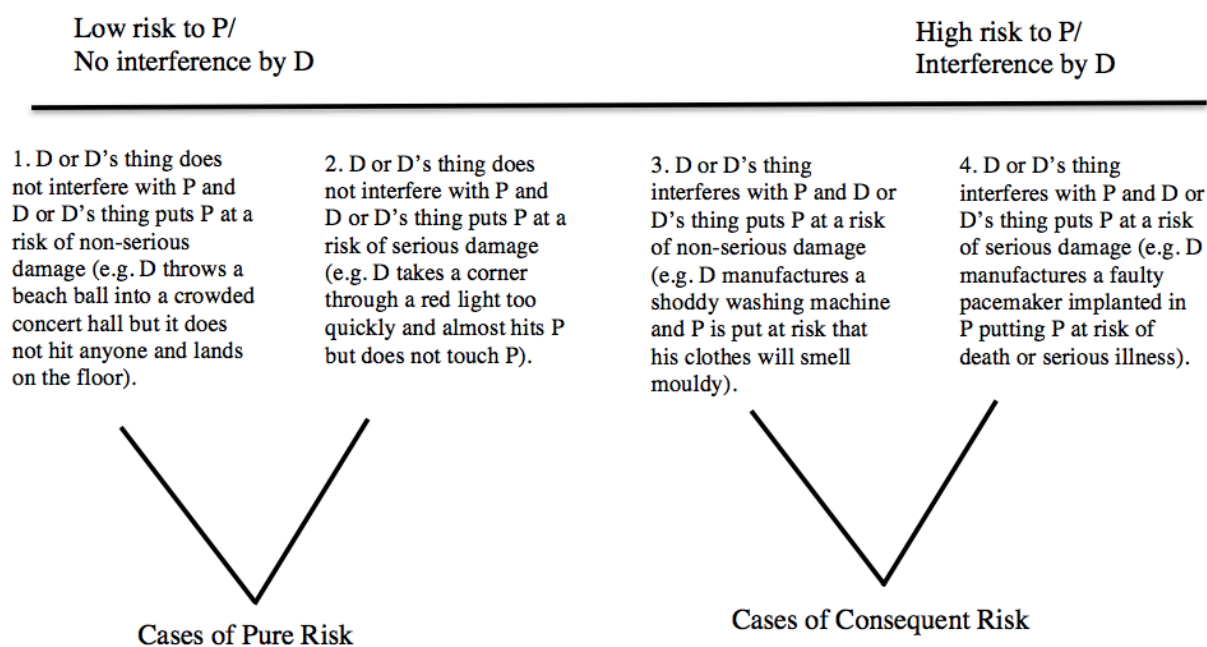 Low risk to P/
No interference by D
High risk to P/
Interference by D
1. D or D's thing does
not interfere with P and
D or D's thing puts P at a
risk of non-serious
damage (e.g. D throws a
beach ball into a crowded
concert hall but it does
not hit anyone and lands
on the floor).
2. D or D's thing does
not interfere with P and
D or D's thing puts P at a
risk of serious damage
(e.g. D takes a corner
through a red light too
quickly and almost hits P
but does not touch P).
3. D or D's thing
interferes with P and D or
D's thing puts P at a risk
of non-serious damage
(e.g. D manufactures a
shoddy washing machine
and P is put at risk that
his clothes will smell
mouldy).
4. D or D's thing
interferes with P and D or
D's thing puts P at a risk
of serious damage (e.g. D
manufactures a faulty
pacemaker implanted in
P putting P at risk of
death or serious illness).
Cases of Pure Risk
Cases of Consequent Risk